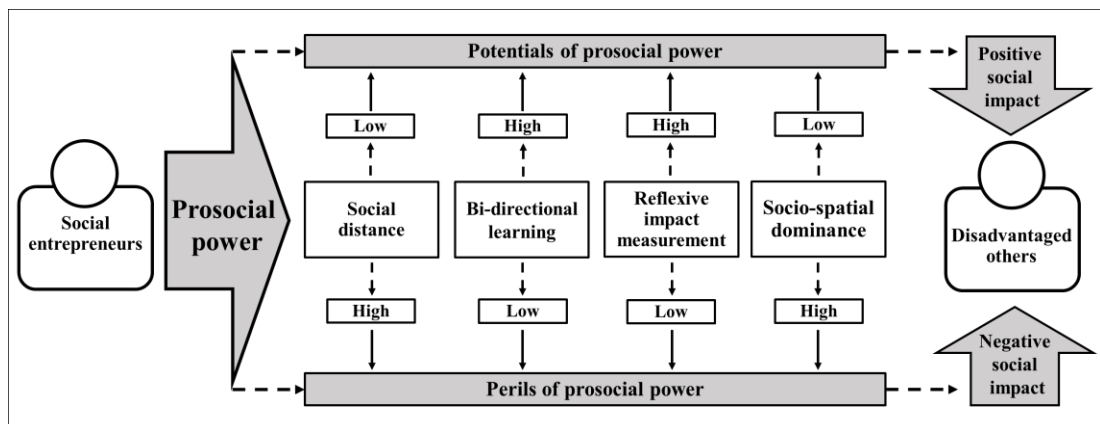 Potentials of prosocial power
Positive
social
impact
Low
High
High
Low
Social
entrepreneurs
Prosocial
power
Social
distance
Bi-directional
learning
Reflexive
impact
measurement
Socio-spatial
dominance
Disadvantaged
others
High
Low
Low
High
Perils of prosocial power
Negative
social
impact